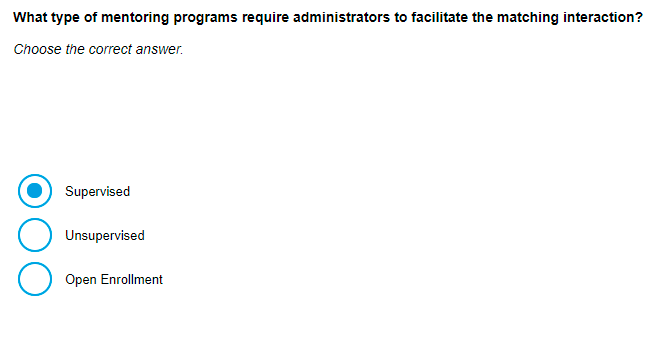 What type of mentoring programs require administrators to facilitate the matching interaction?
Choose the correct answer.
Supervised
Unsupervised
Open Enrollment